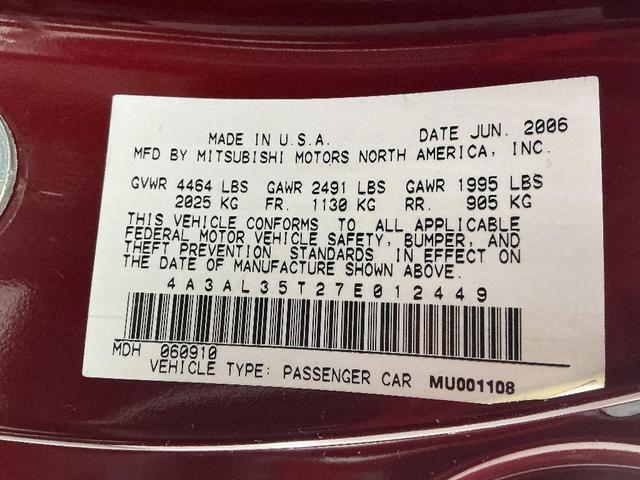 MADE IN U.S.A. DATE JUN. 2006
MFD BY MITSUBISHI MOTORS NORTH AMERICA, INC.
GVWR 4464 LBS GAWR 2491 LBS GAWR 1995 LBS
2025 KG FR. 1130 KG RR. 905 KG
THIS VEHICLE CONFORMS TO ALL APPLICABLE
FEDERAL MOTOR VEHICLE SAFETY, BUMPER, AND
THEFT PREVENTION STANDARDS IN EFFECT ON
THE DATE OF MANUFACTURE SHOWN ABOVE.
4A3AL35T27E012449
MDH 060910
VEHICLE TYPE: PASSENGER CAR MU001108